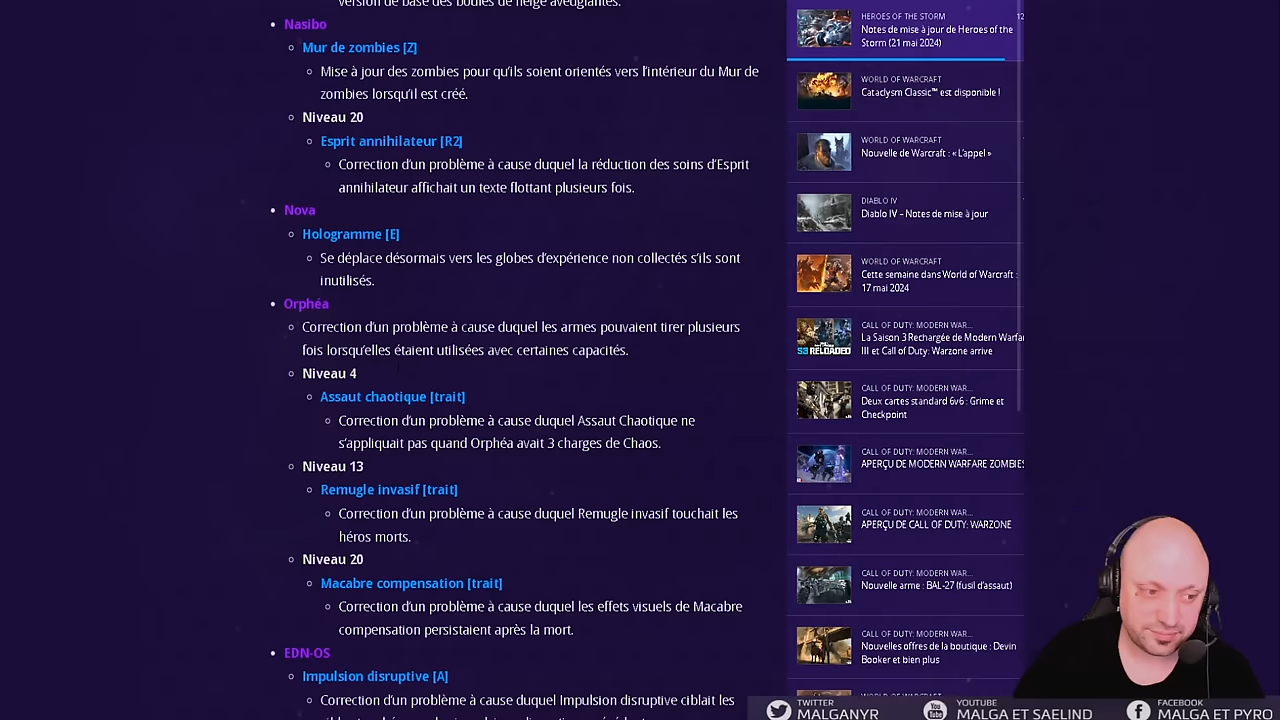 version de base des boules de neige aveuglantes.
Nasibo
Mur de zombies [Z]
Mise à jour des zombies pour qu'ils soient orientés vers l'intérieur du Mur de
zombies lorsqu'il est créé.
Niveau 20
Esprit annihilateur [R2]
Correction d'un problème à cause duquel la réduction des soins d'Esprit
annihilateur affichait un texte flottant plusieurs fois.
Nova
Hologramme [E]
Se déplace désormais vers les globes d'expérience non collectés s'ils sont
inutilisés.
Orphéa
Correction d'un problème à cause duquel les armes pouvaient tirer plusieurs
fois lorsqu'elles étaient utilisées avec certaines capacités.
Niveau 4
Assaut chaotique [trait]
Correction d'un problème à cause duquel Assaut Chaotique ne
s'appliquait pas quand Orphéa avait 3 charges de Chaos.
Niveau 13
Remugle invasif [trait]
Correction d'un problème à cause duquel Remugle invasif touchait les
héros morts.
Niveau 20
Macabre compensation [trait]
Correction d'un problème à cause duquel les effets visuels de Macabre
compensation persistaient après la mort.
EDN-OS
Impulsion disruptive [A]
Correction d'un problème à cause duquel Impulsion disruptive ciblait les
HEROES OF THE STORM
12
Notes de mise à jour de Heroes of the
Storm (21 mai 2024)
WORLD OF WARCRAFT
Cataclysm Classic™ est disponible !
WORLD OF WARCRAFT
Nouvelle de Warcraft : « L'appel »
DIABLO IV
Diablo IV – Notes de mise à jour
WORLD OF WARCRAFT
Cette semaine dans World of Warcraft :
17 mai 2024
CALL OF DUTY: MODERN WAR...
La Saison 3 Rechargée de Modern Warfar
III et Call of Duty: Warzone arrive
S3 RELOADED
CALL OF DUTY: MODERN WAR...
Deux cartes standard 6v6 : Grime et
Checkpoint
CALL OF DUTY: MODERN WAR...
APERÇU DE MODERN WARFARE ZOMBIES
CALL OF DUTY: MODERN WAR...
APERÇU DE CALL OF DUTY: WARZONE
CALL OF DUTY: MODERN WAR...
Nouvelle arme : BAL-27 (fusil d'assaut)
CALL OF DUTY: MODERN WAR...
Nouvelles offres de la boutique : Devin
Booker et bien plus
TWITTER
MALGANYR
You Tube
YOUTUBE
MALGA ET SAELIND
FACEBOOK
MALGA ET PYRO